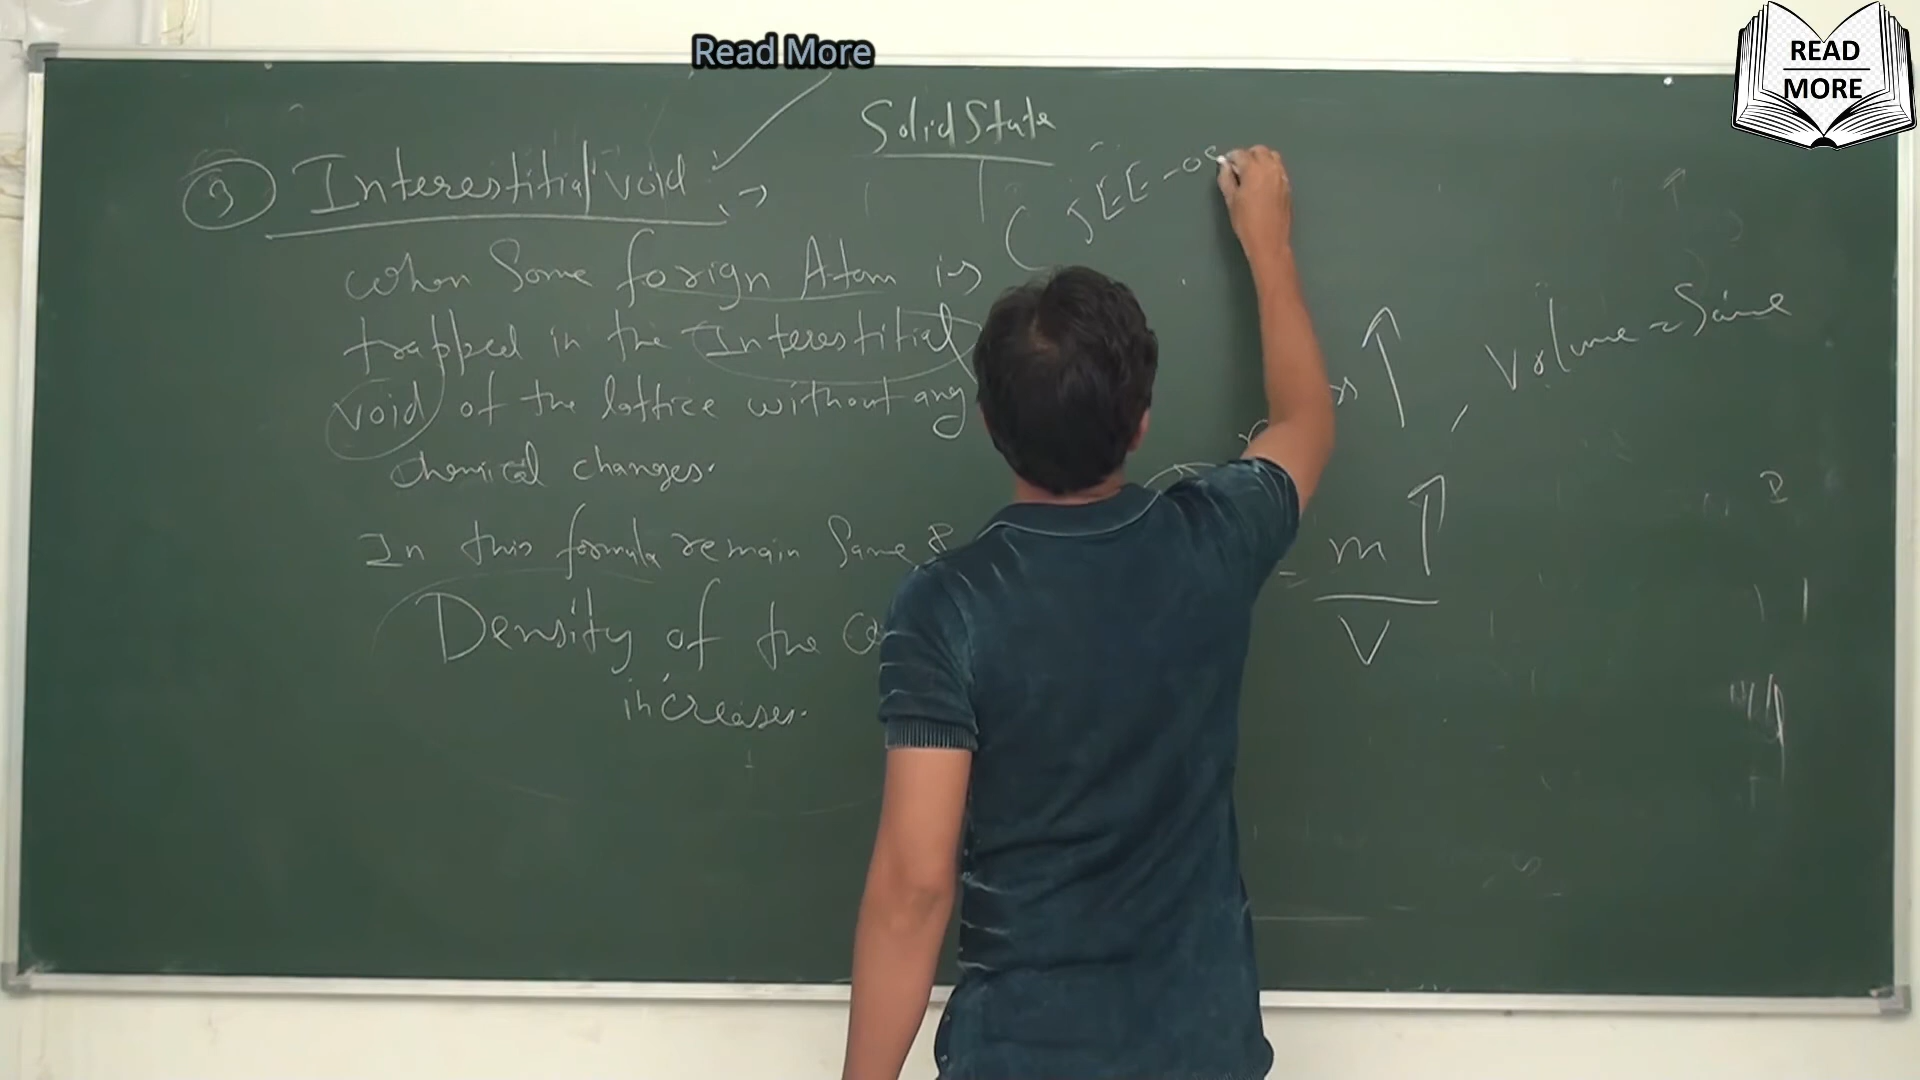 Read More
READ
MORE
Solid State
3 Interestitial void
(JEE-09
When Some forign Atom is
trapped in the Interestitial
void of the lattice without any
chemical changes.
In this formula remain Same &
Density of the
increases.
↑, Volume = Same
= m↑
V